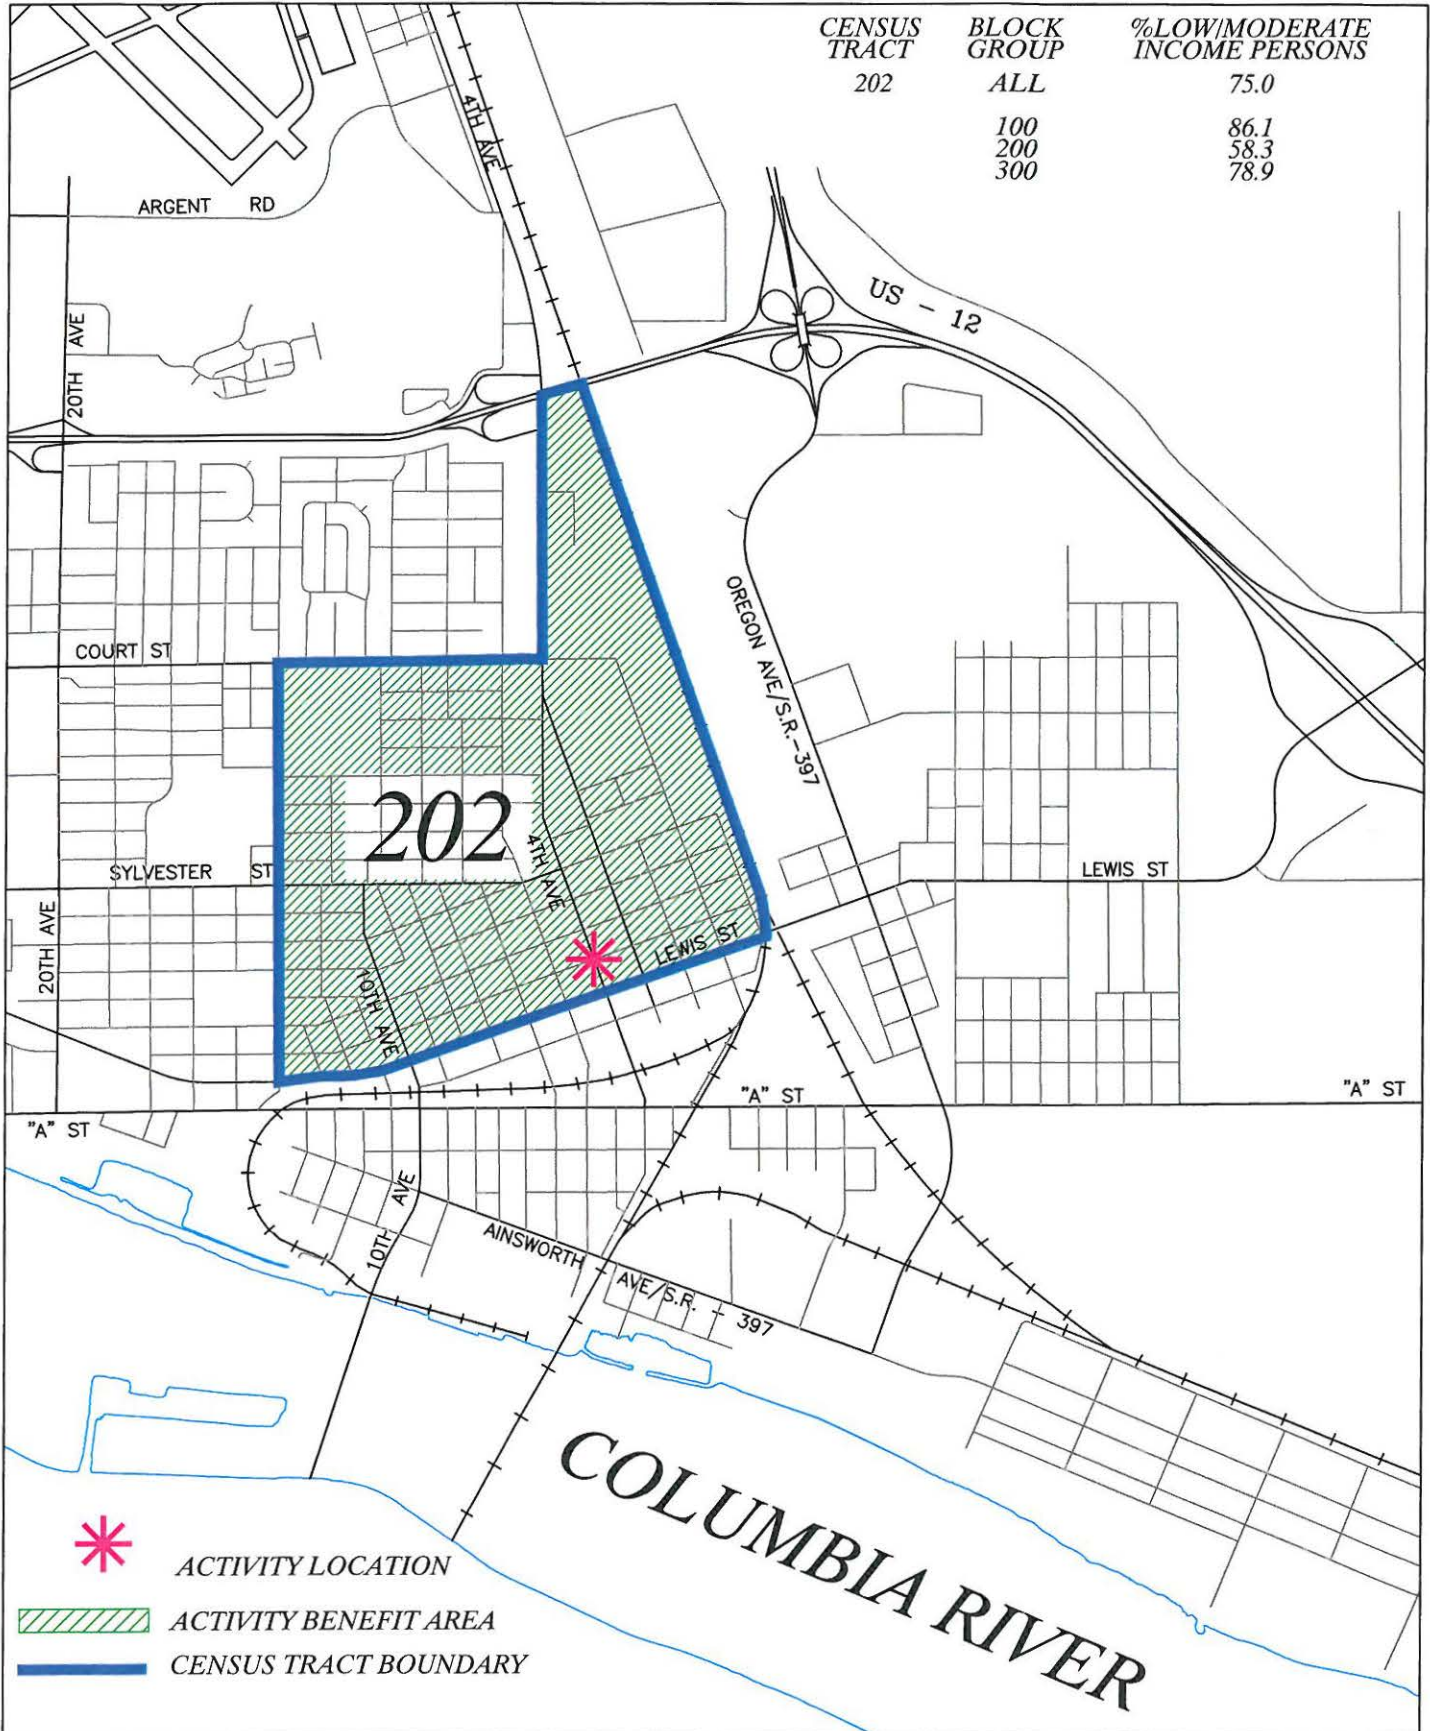 CENSUS TRACT BLOCK GROUP %LOW/MODERATE INCOME PERSONS
202 ALL 75.0
100 86.1
200 58.3
300 78.9
4TH AVE
ARGENT RD
US - 12
20TH AVE
OREGON AVE/S.R.-397
COURT ST
202
4TH AVE
SYLVESTER ST
LEWIS ST
20TH AVE
LEWIS ST
10TH AVE
"A" ST
"A" ST
"A" ST
10TH AVE
AINSWORTH AVE/S.R. - 397
COLUMBIA RIVER
ACTIVITY LOCATION
ACTIVITY BENEFIT AREA
CENSUS TRACT BOUNDARY